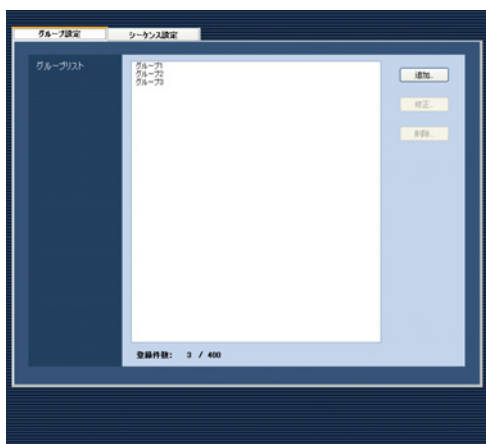 グループ設定
シーケンス設定
グループリスト
グループ1
グループ2
グループ3
追加...
修正...
削除...
登録件数: 3 / 400